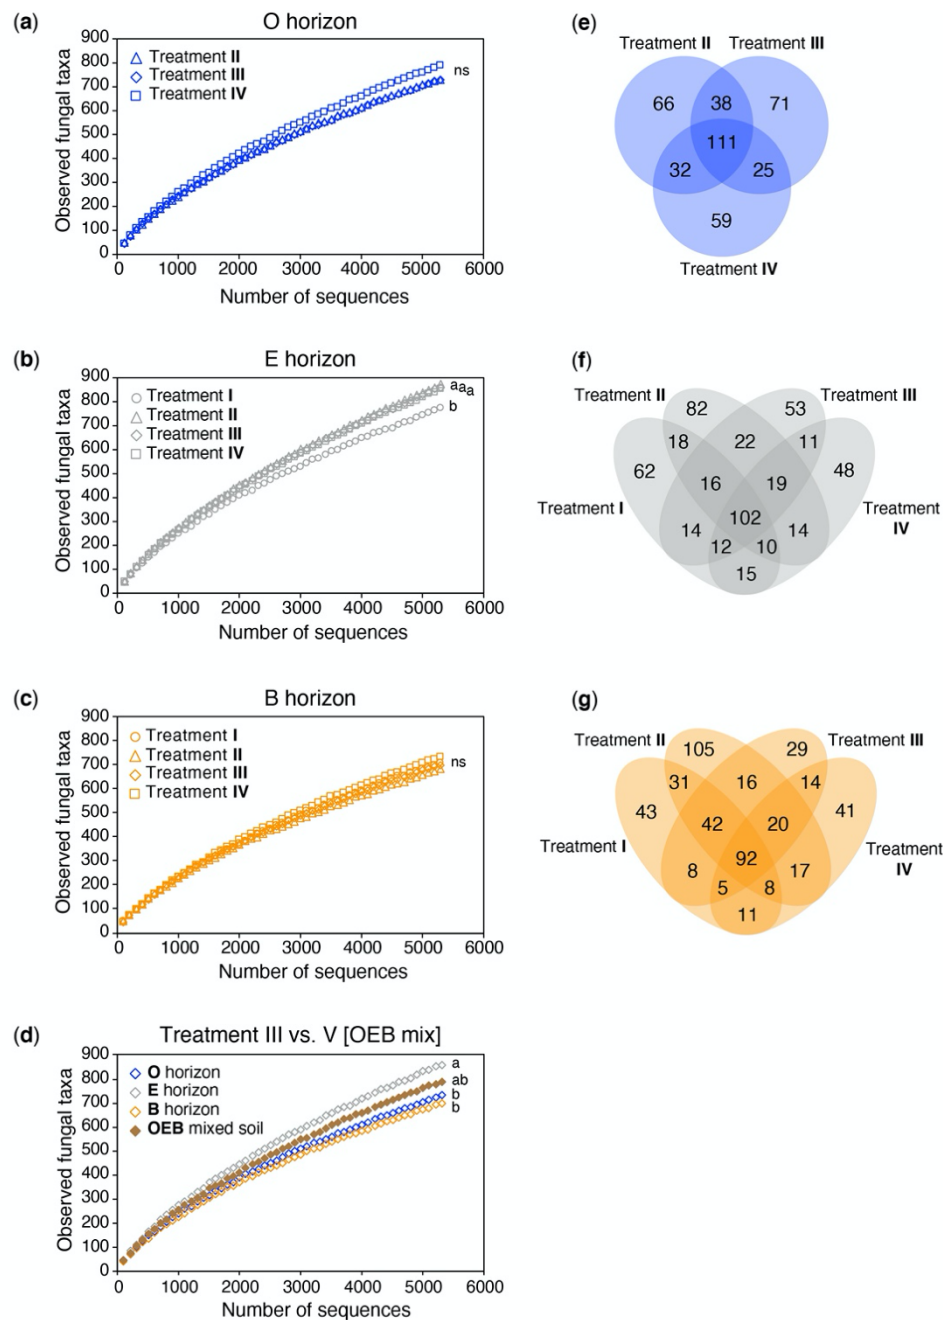 (a)
O horizon
Observed fungal taxa
900
800
700
600
500
400
300
200
100
0
Treatment II
Treatment III
Treatment IV
ns
0 1000 2000 3000 4000 5000 6000
Number of sequences
(e)
Treatment II Treatment III
66 38 71
111
32 25
59
Treatment IV
(b)
E horizon
Observed fungal taxa
900
800
700
600
500
400
300
200
100
0
Treatment I
Treatment II
Treatment III
Treatment IV
aaa
b
0 1000 2000 3000 4000 5000 6000
Number of sequences
(f)
Treatment II Treatment III
82 53
18 22 11
62 16 19 48
Treatment I
Treatment
IV
102
14 14
12 10
15
(c)
B horizon
Observed fungal taxa
900
800
700
600
500
400
300
200
100
0
Treatment I
Treatment II
Treatment III
Treatment IV
ns
0 1000 2000 3000 4000 5000 6000
Number of sequences
(g)
Treatment II Treatment III
105 29
31 16 14
43 42 20 41
Treatment I
Treatment
IV
92
8 17
5 8
11
(d)
Treatment III vs. V [OEB mix]
Observed fungal taxa
900
800
700
600
500
400
300
200
100
0
O horizon
E horizon
B horizon
OEB mixed soil
a
ab
b
b
0 1000 2000 3000 4000 5000 6000
Number of sequences